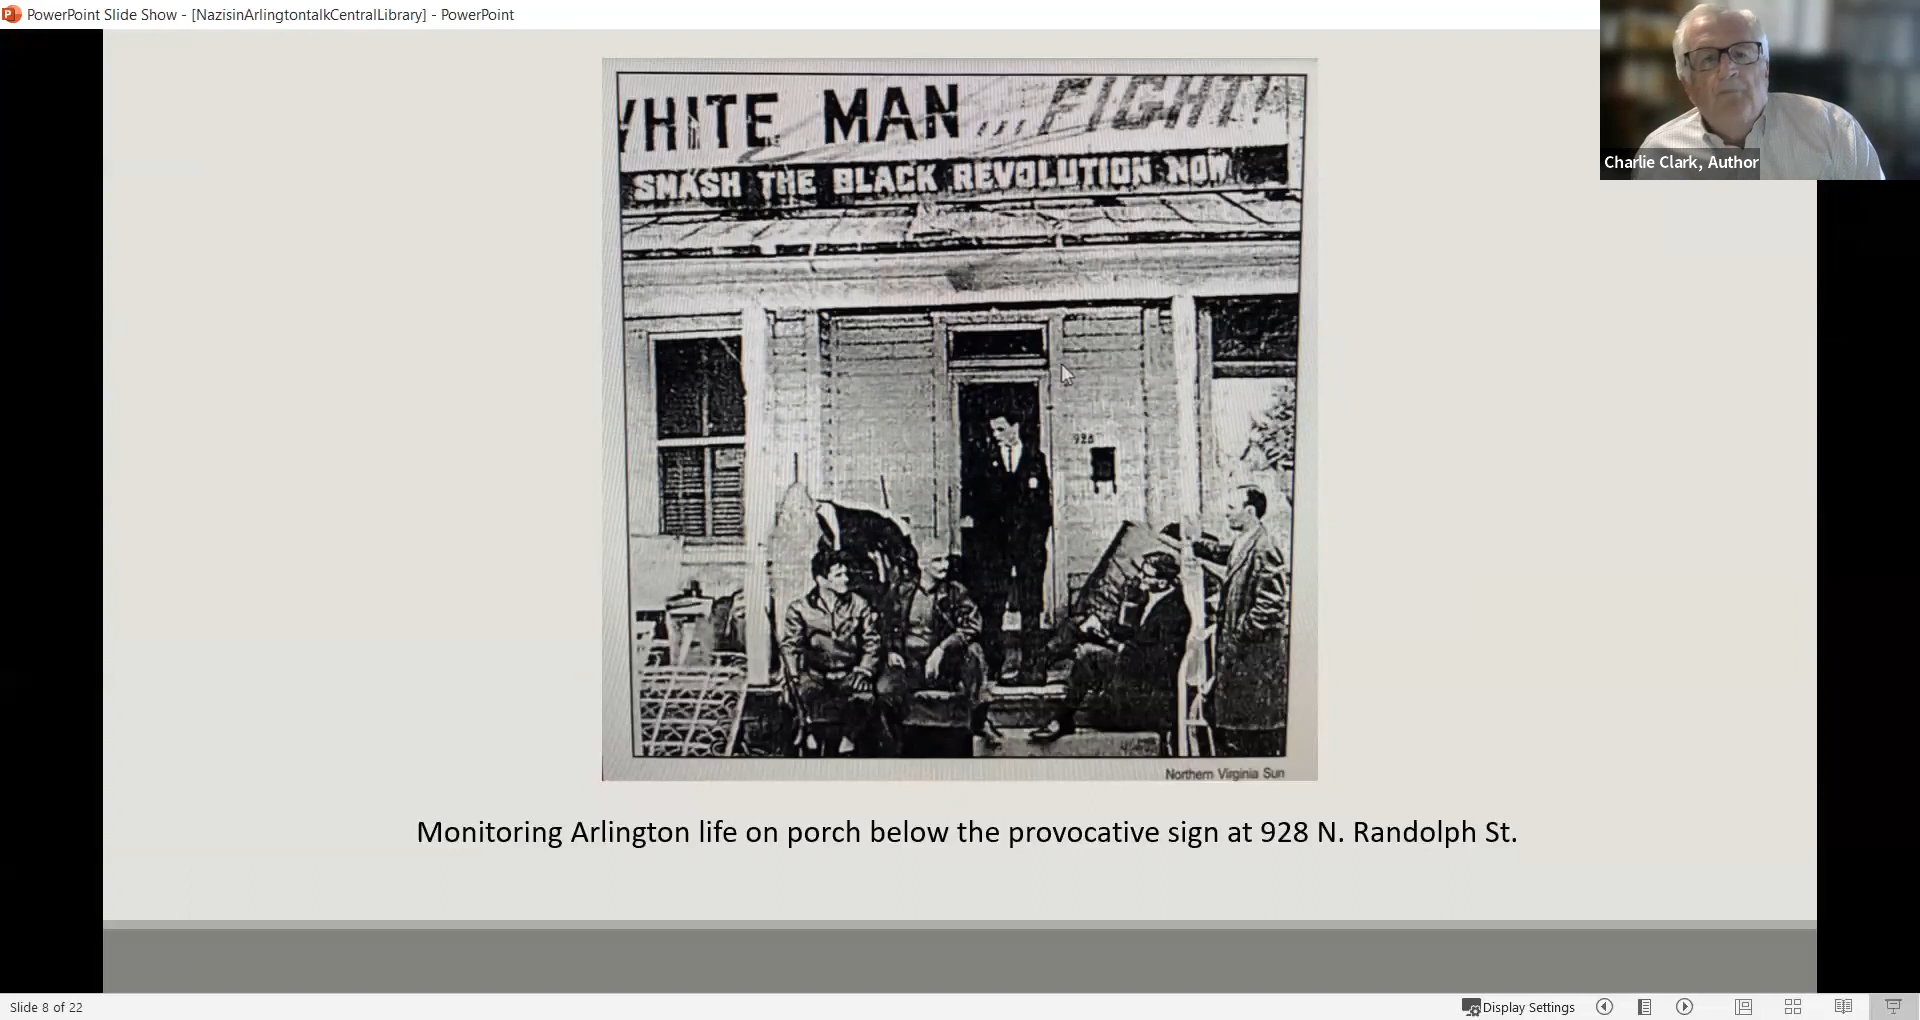 PowerPoint Slide Show - [NazisinArlingtontalkCentralLibrary] - PowerPoint
Charlie Clark, Author
WHITE MAN ... FIGHT!
SMASH THE BLACK REVOLUTION NOW
928
Northern Virginia Sun
Monitoring Arlington life on porch below the provocative sign at 928 N. Randolph St.
Slide 8 of 22
Display Settings